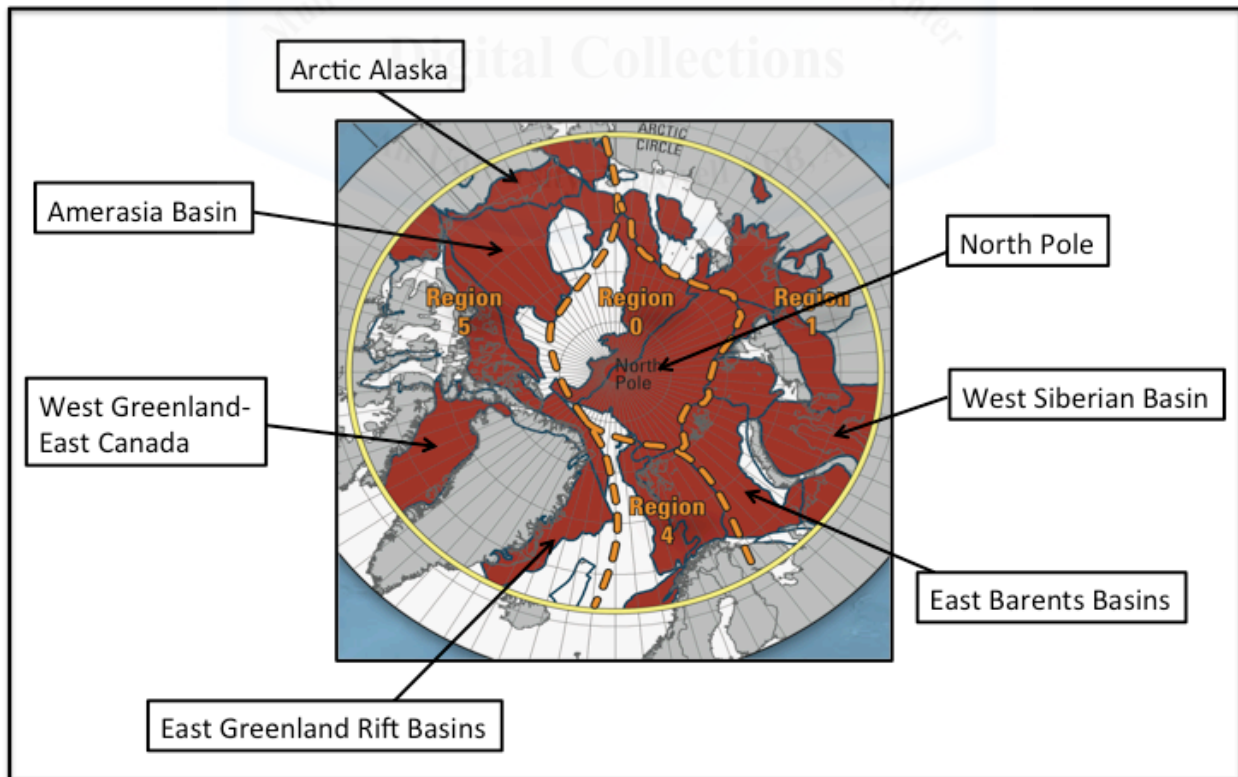 Digital Collections
Arctic Alaska
ARCTIC
CIRCLE
Amerasia Basin
North Pole
Region
5
Region
0
Region
1
North
Pole
West Greenland-
East Canada
West Siberian Basin
Region
4
East Barents Basins
East Greenland Rift Basins